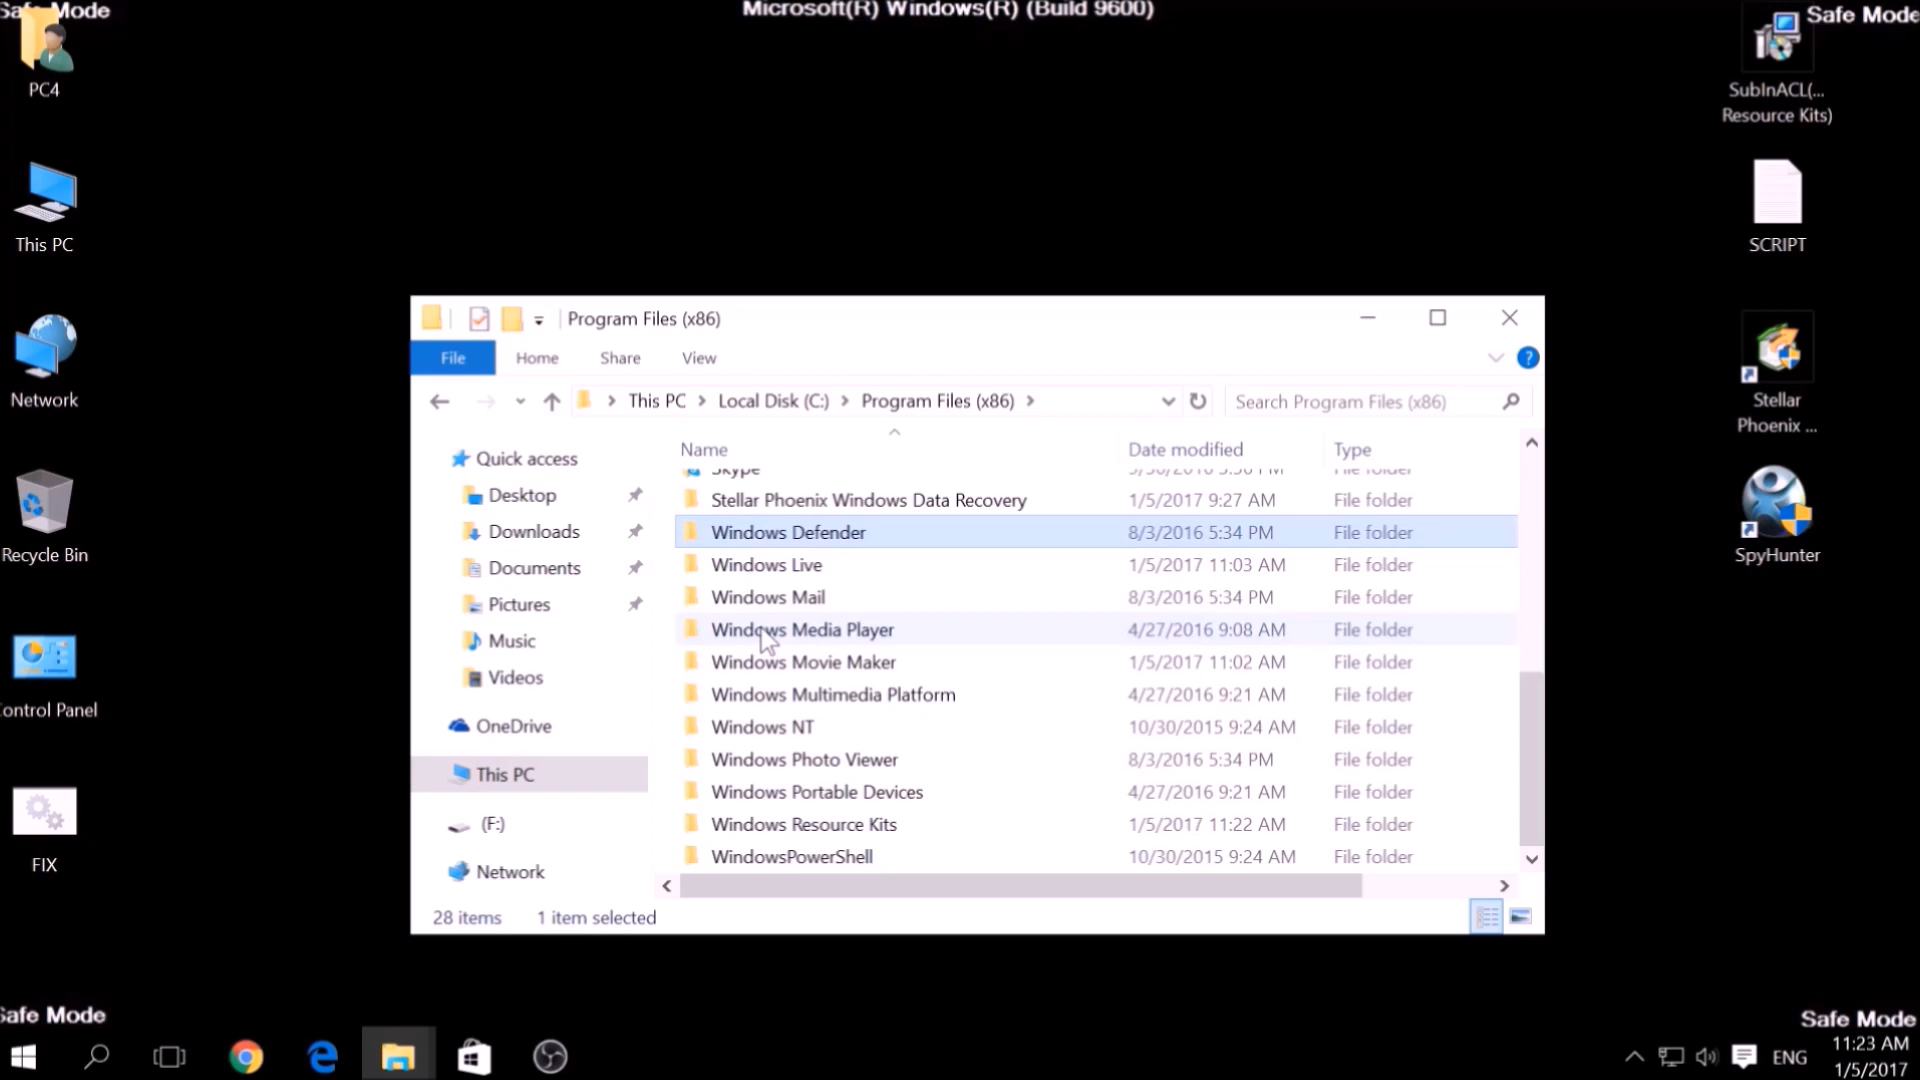 Safe Mode
Microsoft(R) Windows(R) (Build 9600)
Safe Mode
PC4
This PC
Network
Recycle Bin
Control Panel
FIX
SubInACL(...
Resource Kits)
SCRIPT
Stellar
Phoenix ...
SpyHunter
Program Files (x86)
File Home Share View
?
This PC > Local Disk (C:) > Program Files (x86) >
Search Program Files (x86)
Quick access
Desktop
Downloads
Documents
Pictures
Music
Videos
OneDrive
This PC
(F:)
Network
Name Date modified Type
Skype File folder
Stellar Phoenix Windows Data Recovery 1/5/2017 9:27 AM File folder
Windows Defender 8/3/2016 5:34 PM File folder
Windows Live 1/5/2017 11:03 AM File folder
Windows Mail 8/3/2016 5:34 PM File folder
Windows Media Player 4/27/2016 9:08 AM File folder
Windows Movie Maker 1/5/2017 11:02 AM File folder
Windows Multimedia Platform 4/27/2016 9:21 AM File folder
Windows NT 10/30/2015 9:24 AM File folder
Windows Photo Viewer 8/3/2016 5:34 PM File folder
Windows Portable Devices 4/27/2016 9:21 AM File folder
Windows Resource Kits 1/5/2017 11:22 AM File folder
WindowsPowerShell 10/30/2015 9:24 AM File folder
28 items 1 item selected
Safe Mode
Safe Mode
ENG
11:23 AM
1/5/2017